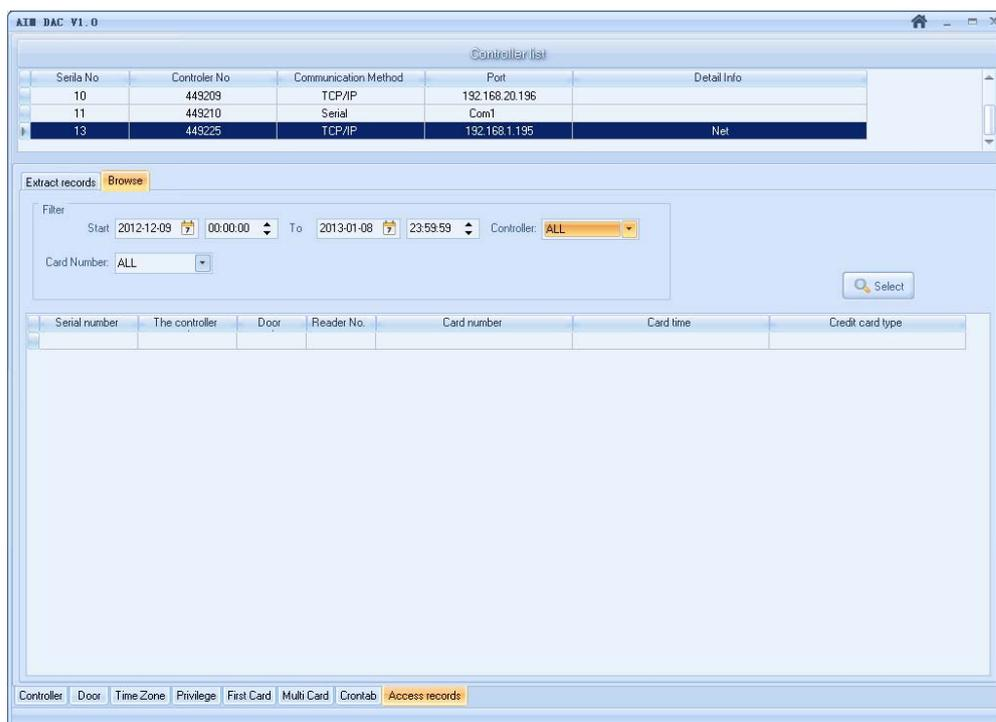 AIM DAC V1.0
Controller list
Serila No Controler No Communication Method Port Detail Info
10 449209 TCP/IP 192.168.20.196
11 449210 Serial Com1
13 449225 TCP/IP 192.168.1.195 Net
Extract records Browse
Filter
Start 2012-12-09 7 00:00:00 To 2013-01-08 7 23:59:59 Controller: ALL
Card Number: ALL
Select
Serial number The controller Door Reader No. Card number Card time Credit card type
Controller Door Time Zone Privilege First Card Multi Card Crontab Access records